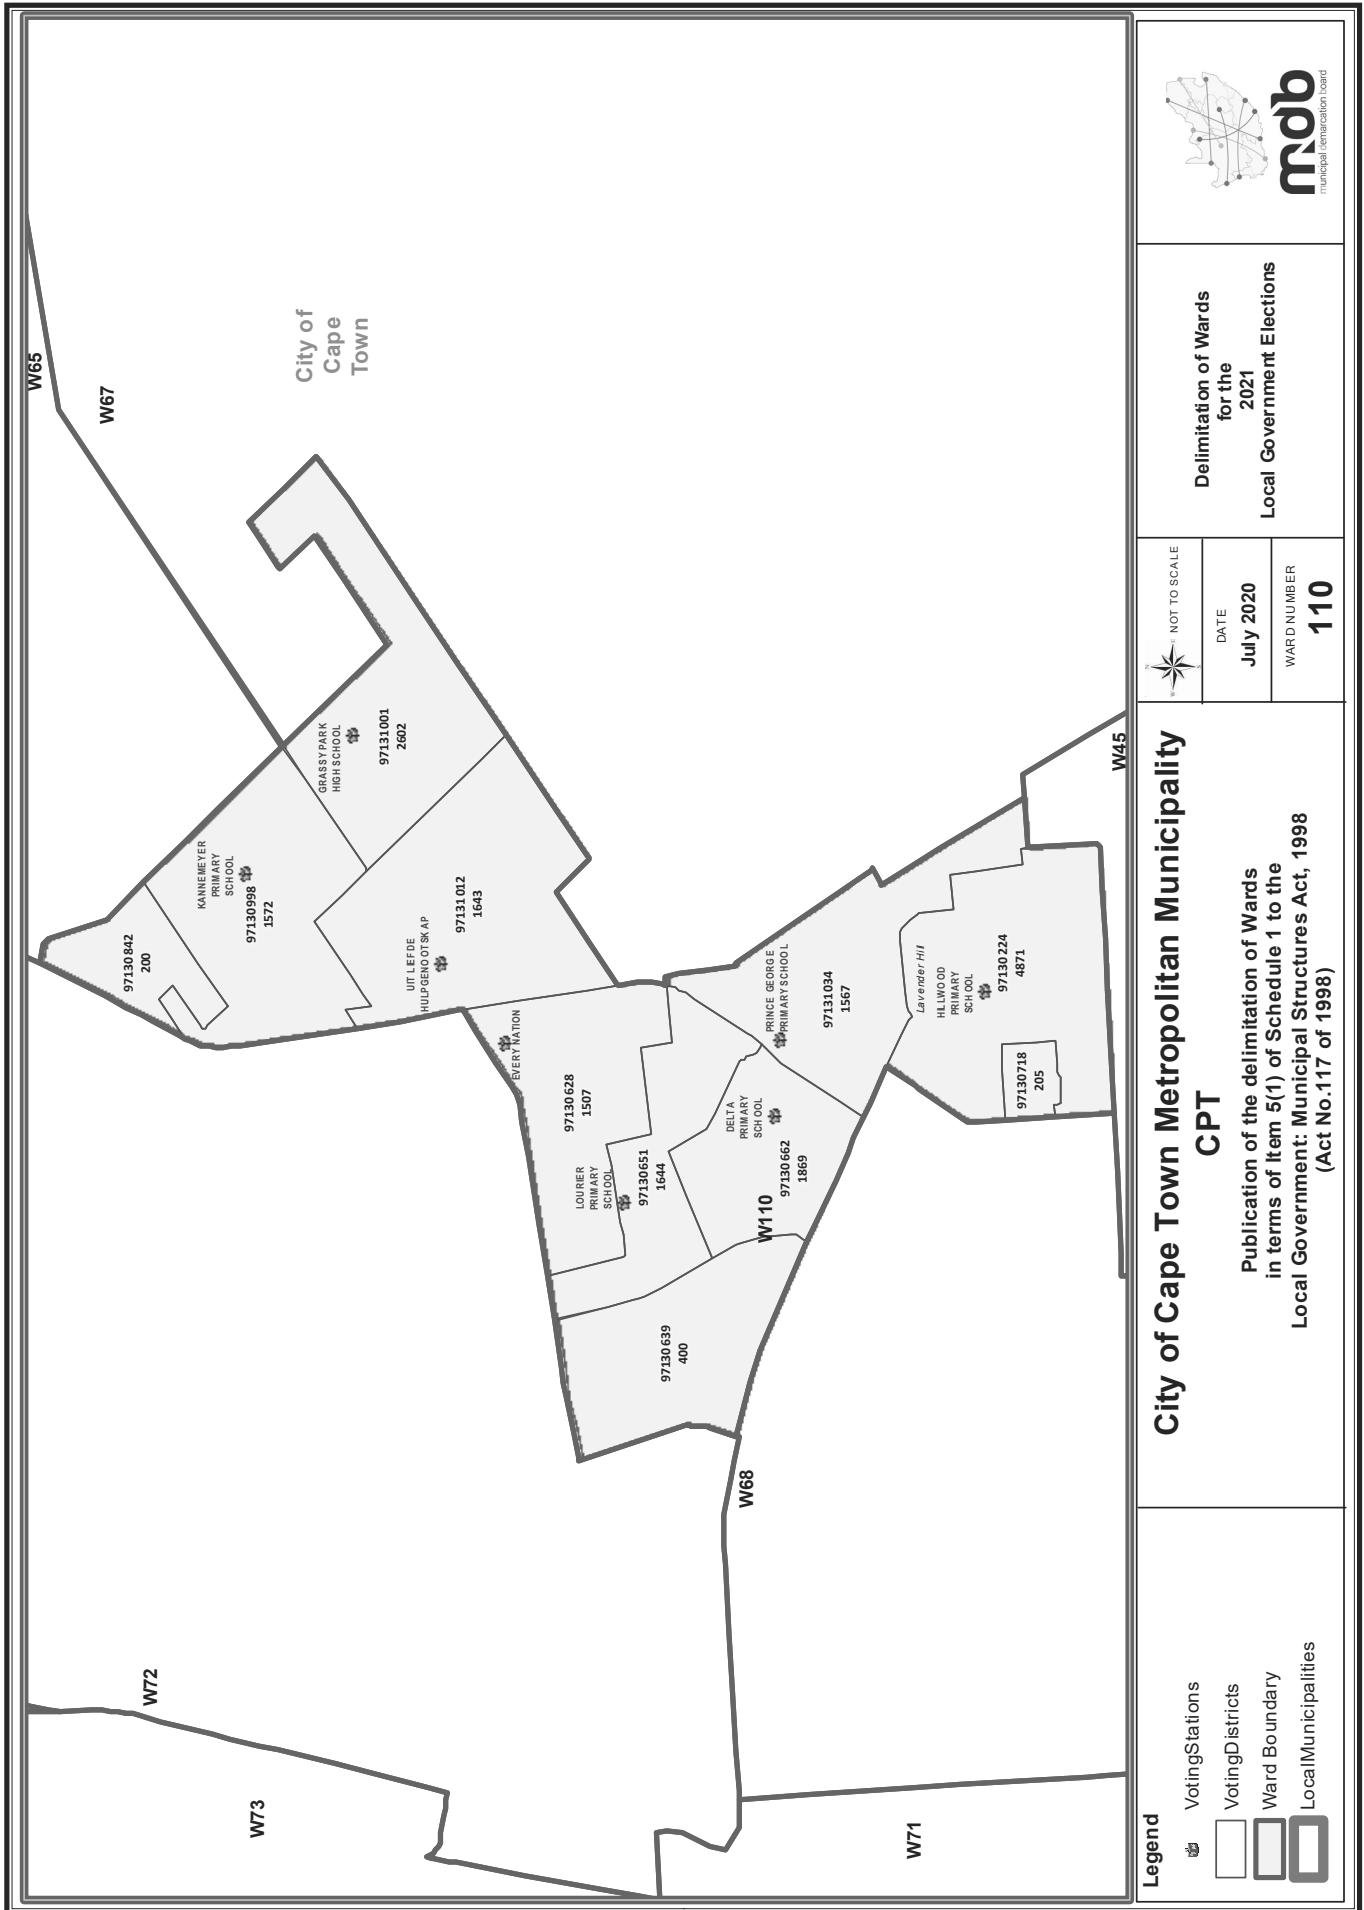 W65
W67
City of
Cape
Town
GRASSY PARK
HIGH SCHOOL
97131001
2602
KANNEMEYER
PRIMARY
SCHOOL
97130998
1572
97130842
200
UIT LIEFDE
HULPGENOOTSKAP
97131012
1643
EVERY NATION
97130628
1507
LOURIER
PRIMARY
SCHOOL
97130651
1644
DELTA
PRIMARY
SCHOOL
97130662
1869
W110
PRINCE GEORGE
PRIMARY SCHOOL
97131034
1567
Lavender Hill
HILLWOOD
PRIMARY
SCHOOL
97130224
4871
97130718
205
97130639
400
W45
W68
W72
W73
W71
Legend
VotingStations
VotingDistricts
Ward Boundary
LocalMunicipalities
City of Cape Town Metropolitan Municipality
CPT
Publication of the delimitation of Wards
in terms of Item 5(1) of Schedule 1 to the
Local Government: Municipal Structures Act, 1998
(Act No.117 of 1998)
N
E
S
W
NOT TO SCALE
DATE
July 2020
WARD NUMBER
110
Delimitation of Wards
for the
2021
Local Government Elections
mdb
municipal demarcation board